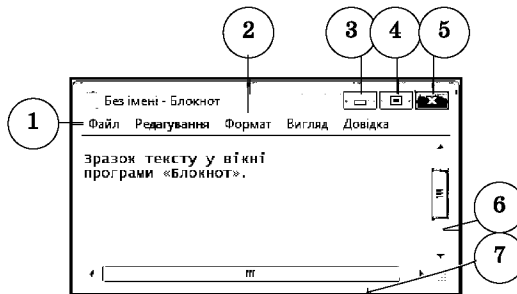 2 3 4 5
Без імені - Блокнот
1
Файл Редагування Формат Вигляд Довідка
Зразок тексту у вікні
програми «Блокнот».
6
7